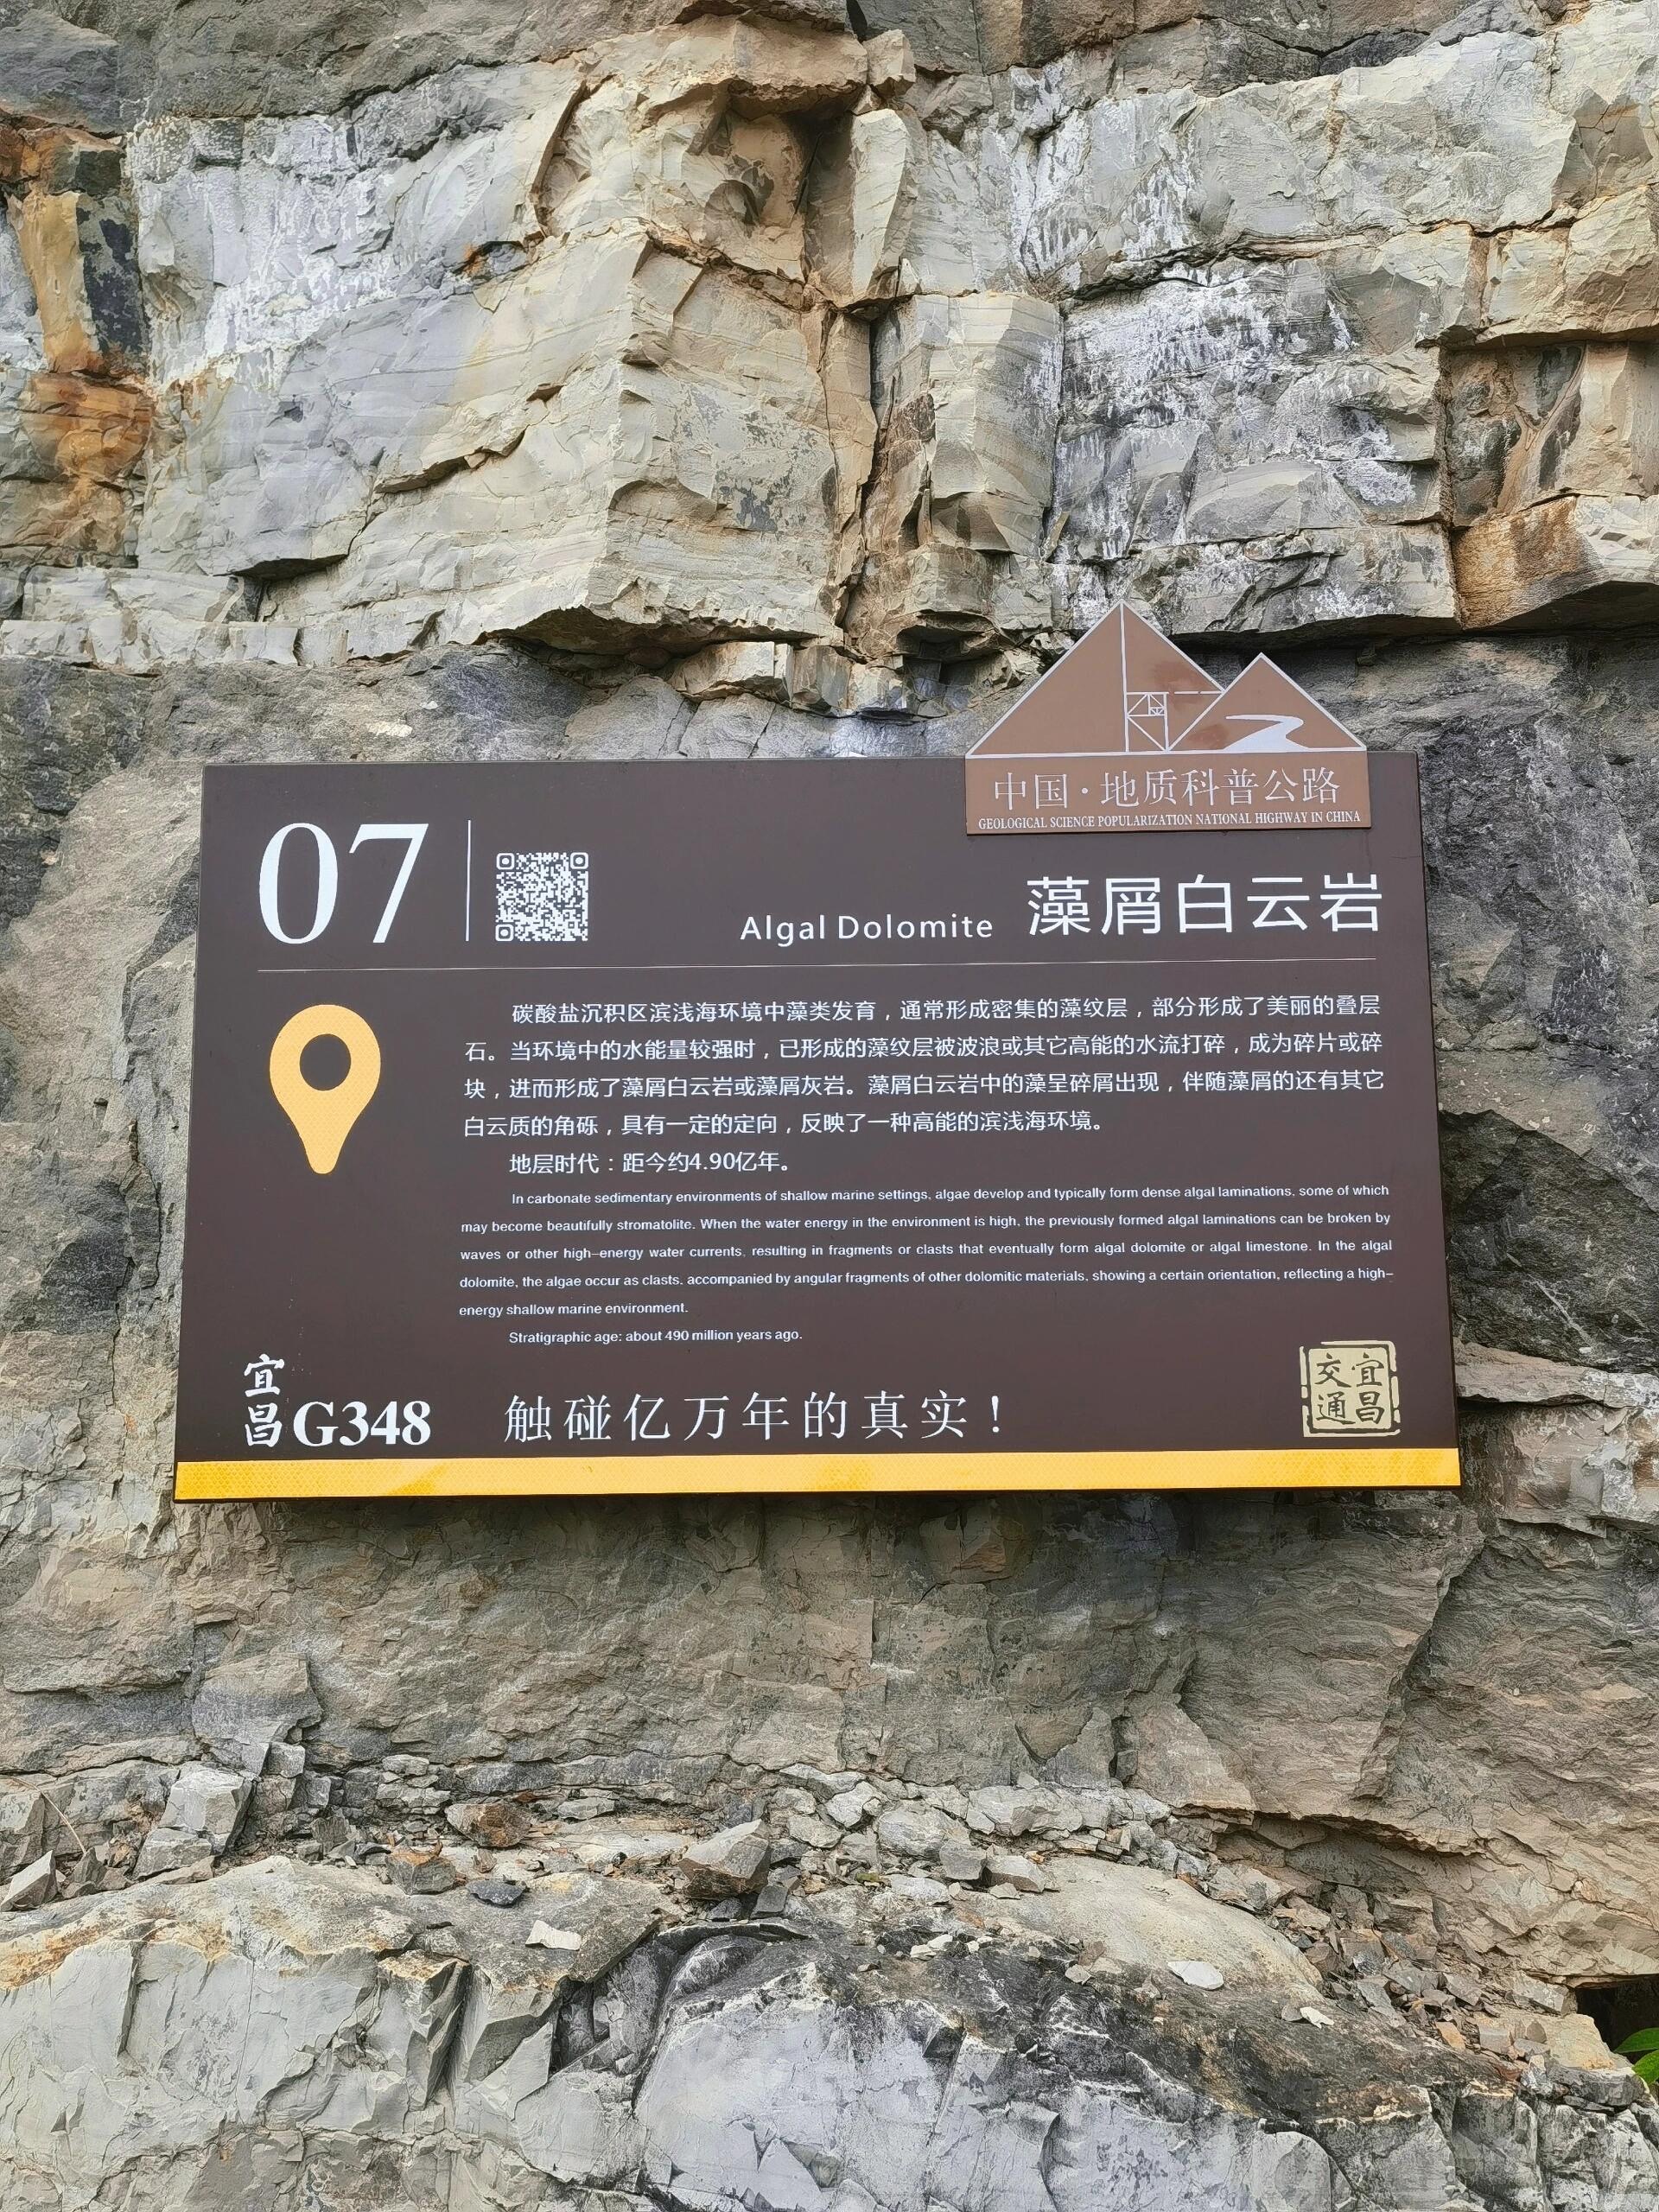 中国·地质科普公路
GEOLOGICAL SCIENCE POPULARIZATION NATIONAL HIGHWAY IN CHINA
07
Algal Dolomite 藻屑白云岩
碳酸盐沉积区滨浅海环境中藻类发育，通常形成密集的藻纹层，部分形成了美丽的叠层
石。当环境中的水能量较强时，已形成的藻纹层被波浪或其它高能的水流打碎，成为碎片或碎
块，进而形成了藻屑白云岩或藻屑灰岩。藻屑白云岩中的藻呈碎屑出现，伴随藻屑的还有其它
白云质的角砾，具有一定的定向，反映了一种高能的滨浅海环境。
地层时代：距今约4.90亿年。
In carbonate sedimentary environments of shallow marine settings, algae develop and typically form dense algal laminations, some of which
may become beautifully stromatolite. When the water energy in the environment is high, the previously formed algal laminations can be broken by
waves or other high-energy water currents, resulting in fragments or clasts that eventually form algal dolomite or algal limestone. In the algal
dolomite, the algae occur as clasts, accompanied by angular fragments of other dolomitic materials, showing a certain orientation, reflecting a high-
energy shallow marine environment.
Stratigraphic age: about 490 million years ago.
宜昌G348
触碰亿万年的真实！
宜昌
交通